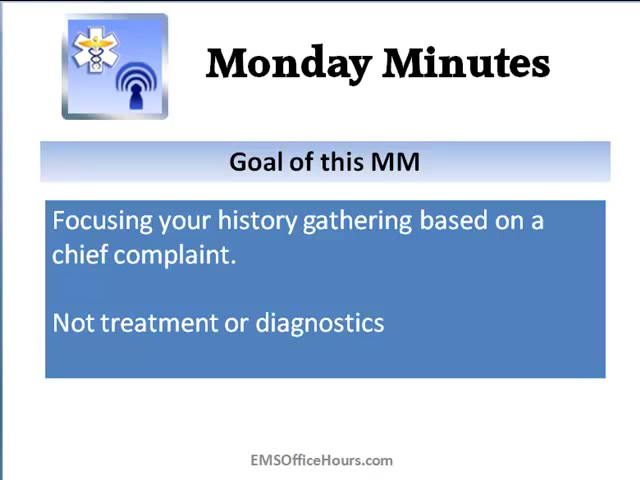 Monday Minutes
Goal of this MM
Focusing your history gathering based on a
chief complaint.
Not treatment or diagnostics
EMSOfficeHours.com